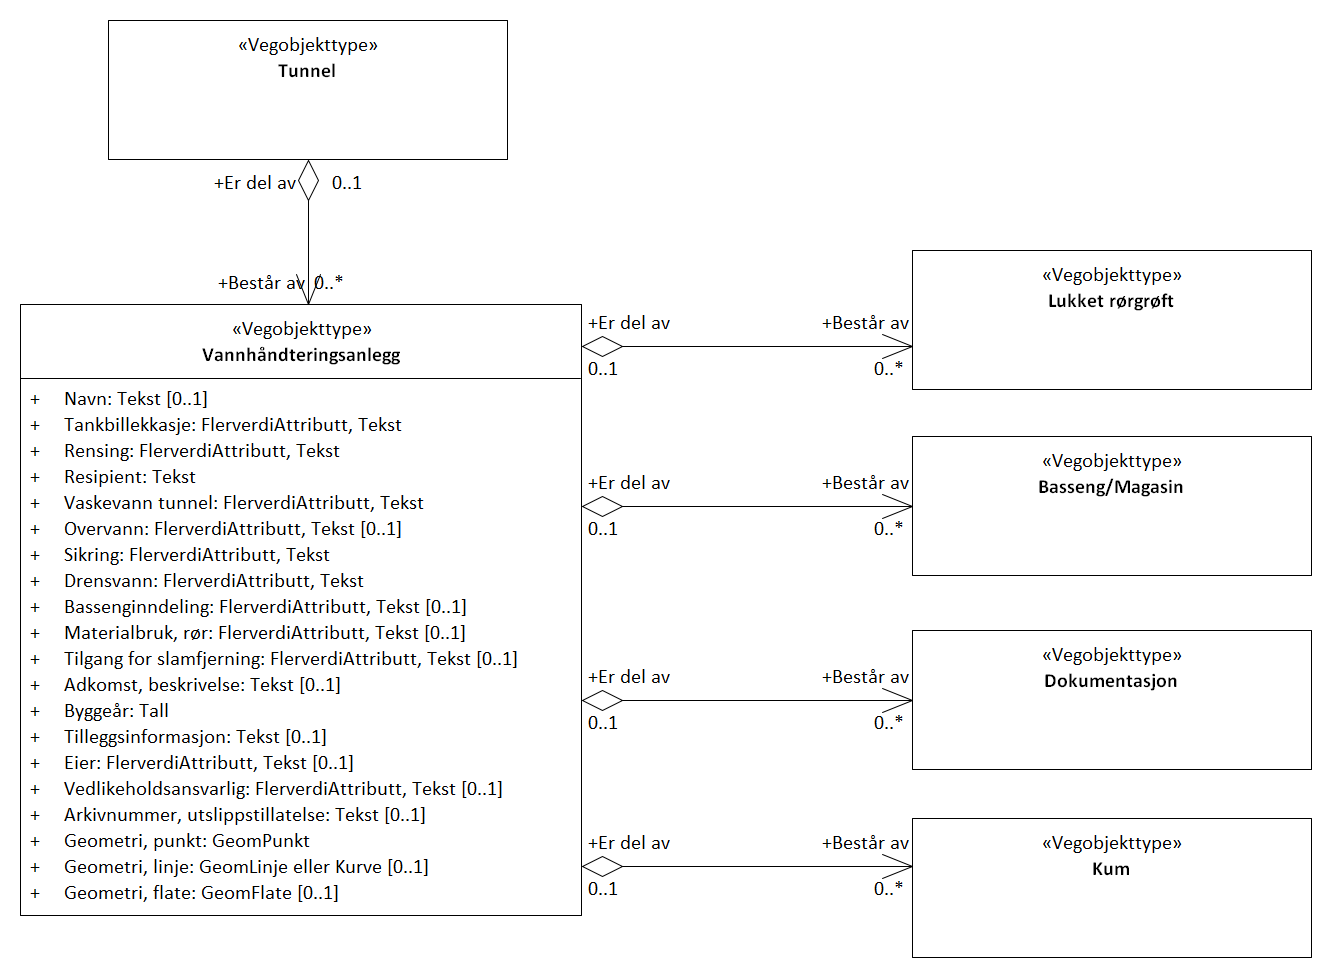 «Vegobjekttype»
Tunnel
+Er del av 0..1
+Består av 0..*
«Vegobjekttype»
Vannhåndteringsanlegg
+ Navn: Tekst [0..1]
+ Tankbillekkasje: FlerverdiAttributt, Tekst
+ Rensing: FlerverdiAttributt, Tekst
+ Resipient: Tekst
+ Vaskevann tunnel: FlerverdiAttributt, Tekst
+ Overvann: FlerverdiAttributt, Tekst [0..1]
+ Sikring: FlerverdiAttributt, Tekst
+ Drensvann: FlerverdiAttributt, Tekst
+ Bassenginndeling: FlerverdiAttributt, Tekst [0..1]
+ Materialbruk, rør: FlerverdiAttributt, Tekst [0..1]
+ Tilgang for slamfjerning: FlerverdiAttributt, Tekst [0..1]
+ Adkomst, beskrivelse: Tekst [0..1]
+ Byggeår: Tall
+ Tilleggsinformasjon: Tekst [0..1]
+ Eier: FlerverdiAttributt, Tekst [0..1]
+ Vedlikeholdsansvarlig: FlerverdiAttributt, Tekst [0..1]
+ Arkivnummer, utslippstillatelse: Tekst [0..1]
+ Geometri, punkt: GeomPunkt
+ Geometri, linje: GeomLinje eller Kurve [0..1]
+ Geometri, flate: GeomFlate [0..1]
+Er del av +Består av
0..1 0..*
«Vegobjekttype»
Lukket rørgrøft
+Er del av +Består av
0..1 0..*
«Vegobjekttype»
Basseng/Magasin
+Er del av +Består av
0..1 0..*
«Vegobjekttype»
Dokumentasjon
+Er del av +Består av
0..1 0..*
«Vegobjekttype»
Kum